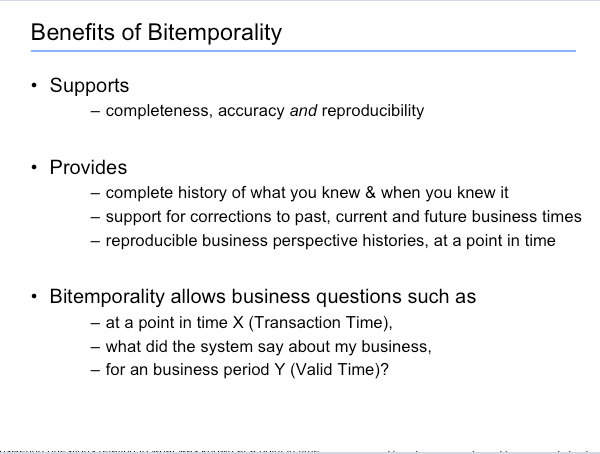 Benefits of Bitemporality
• Supports
– completeness, accuracy and reproducibility
• Provides
– complete history of what you knew & when you knew it
– support for corrections to past, current and future business times
– reproducible business perspective histories, at a point in time
• Bitemporality allows business questions such as
– at a point in time X (Transaction Time),
– what did the system say about my business,
– for an business period Y (Valid Time)?